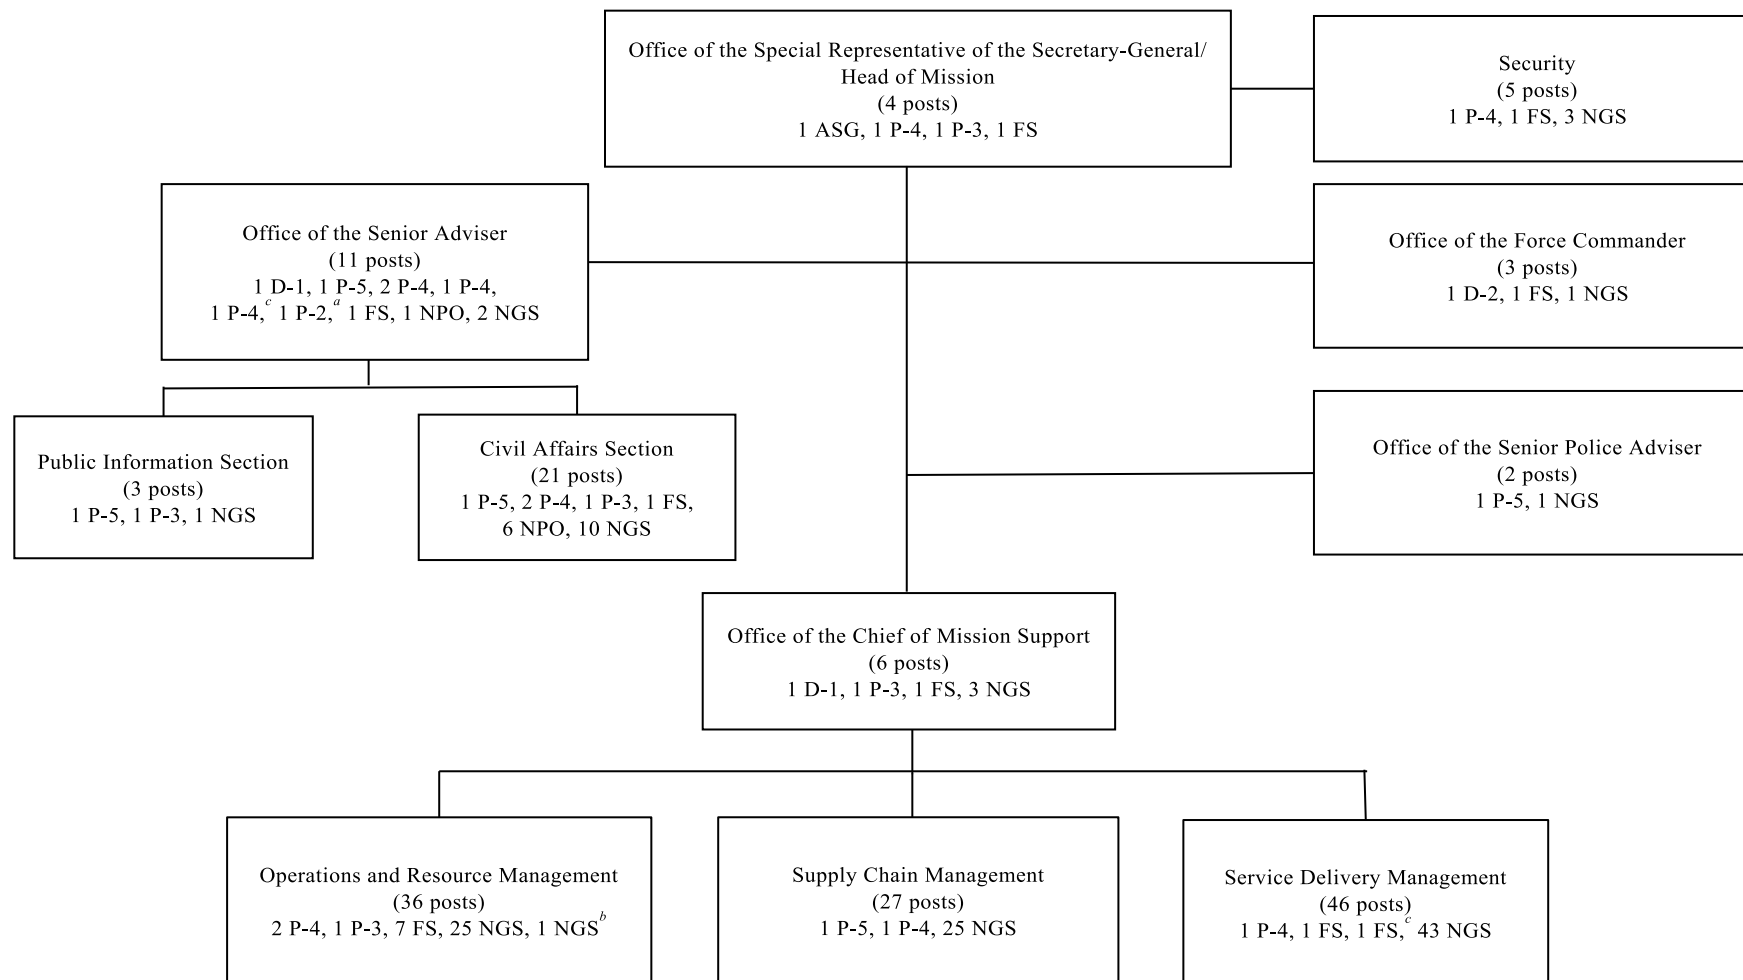 Office of the Special Representative of the Secretary-General/
Head of Mission
(4 posts)
1 ASG, 1 P-4, 1 P-3, 1 FS
Security
(5 posts)
1 P-4, 1 FS, 3 NGS
Office of the Senior Adviser
(11 posts)
1 D-1, 1 P-5, 2 P-4, 1 P-4,
1 P-4,c 1 P-2,a 1 FS, 1 NPO, 2 NGS
Office of the Force Commander
(3 posts)
1 D-2, 1 FS, 1 NGS
Public Information Section
(3 posts)
1 P-5, 1 P-3, 1 NGS
Civil Affairs Section
(21 posts)
1 P-5, 2 P-4, 1 P-3, 1 FS,
6 NPO, 10 NGS
Office of the Senior Police Adviser
(2 posts)
1 P-5, 1 NGS
Office of the Chief of Mission Support
(6 posts)
1 D-1, 1 P-3, 1 FS, 3 NGS
Operations and Resource Management
(36 posts)
2 P-4, 1 P-3, 7 FS, 25 NGS, 1 NGSb
Supply Chain Management
(27 posts)
1 P-5, 1 P-4, 25 NGS
Service Delivery Management
(46 posts)
1 P-4, 1 FS, 1 FS,c 43 NGS